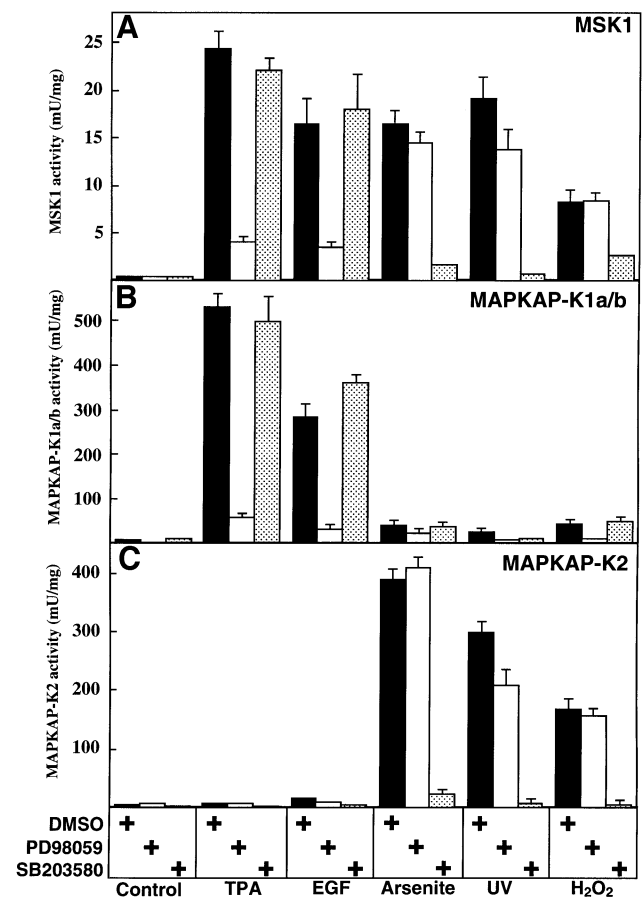 A
MSK1
MSK1 activity (mU/mg)
25
20
15
10
5
B
MAPKAP-K1a/b
MAPKAP-K1a/b activity (mU/mg)
500
400
300
200
100
C
MAPKAP-K2
MAPKAP-K2 activity (mU/mg)
400
300
200
100
DMSO + + + + + +
PD98059 + + + + + +
SB203580 + + + + + +
Control TPA EGF Arsenite UV H₂O₂